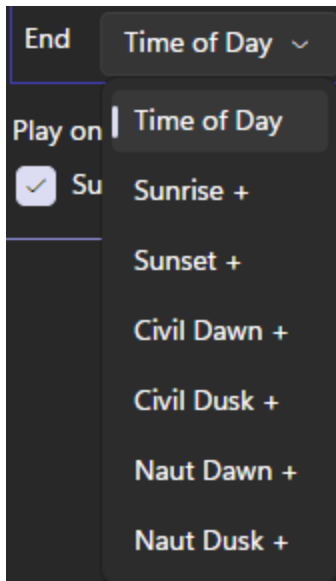 End
Time of Day
Play on
Time of Day
Su
Sunrise +
Sunset +
Civil Dawn +
Civil Dusk +
Naut Dawn +
Naut Dusk +